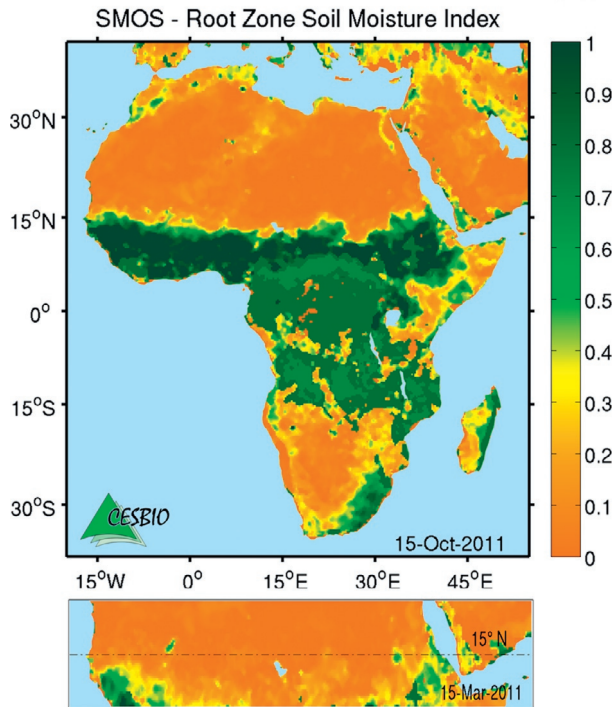 SMOS - Root Zone Soil Moisture Index
1
0.9
0.8
0.7
0.6
0.5
0.4
0.3
0.2
0.1
0
30°N
15°N
0°
15°S
30°S
CESBIO
15-Oct-2011
15°W
0°
15°E
30°E
45°E
15° N
15-Mar-2011